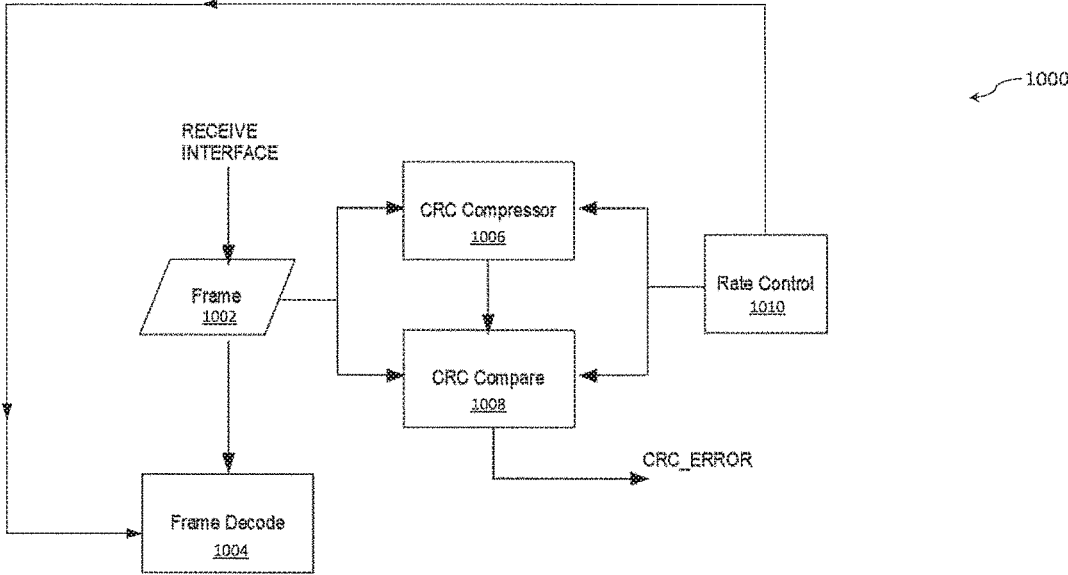 1000
RECEIVE
INTERFACE
CRC Compressor
1006
Rate Control
1010
Frame
1002
CRC Compare
1008
CRC_ERROR
Frame Decode
1004